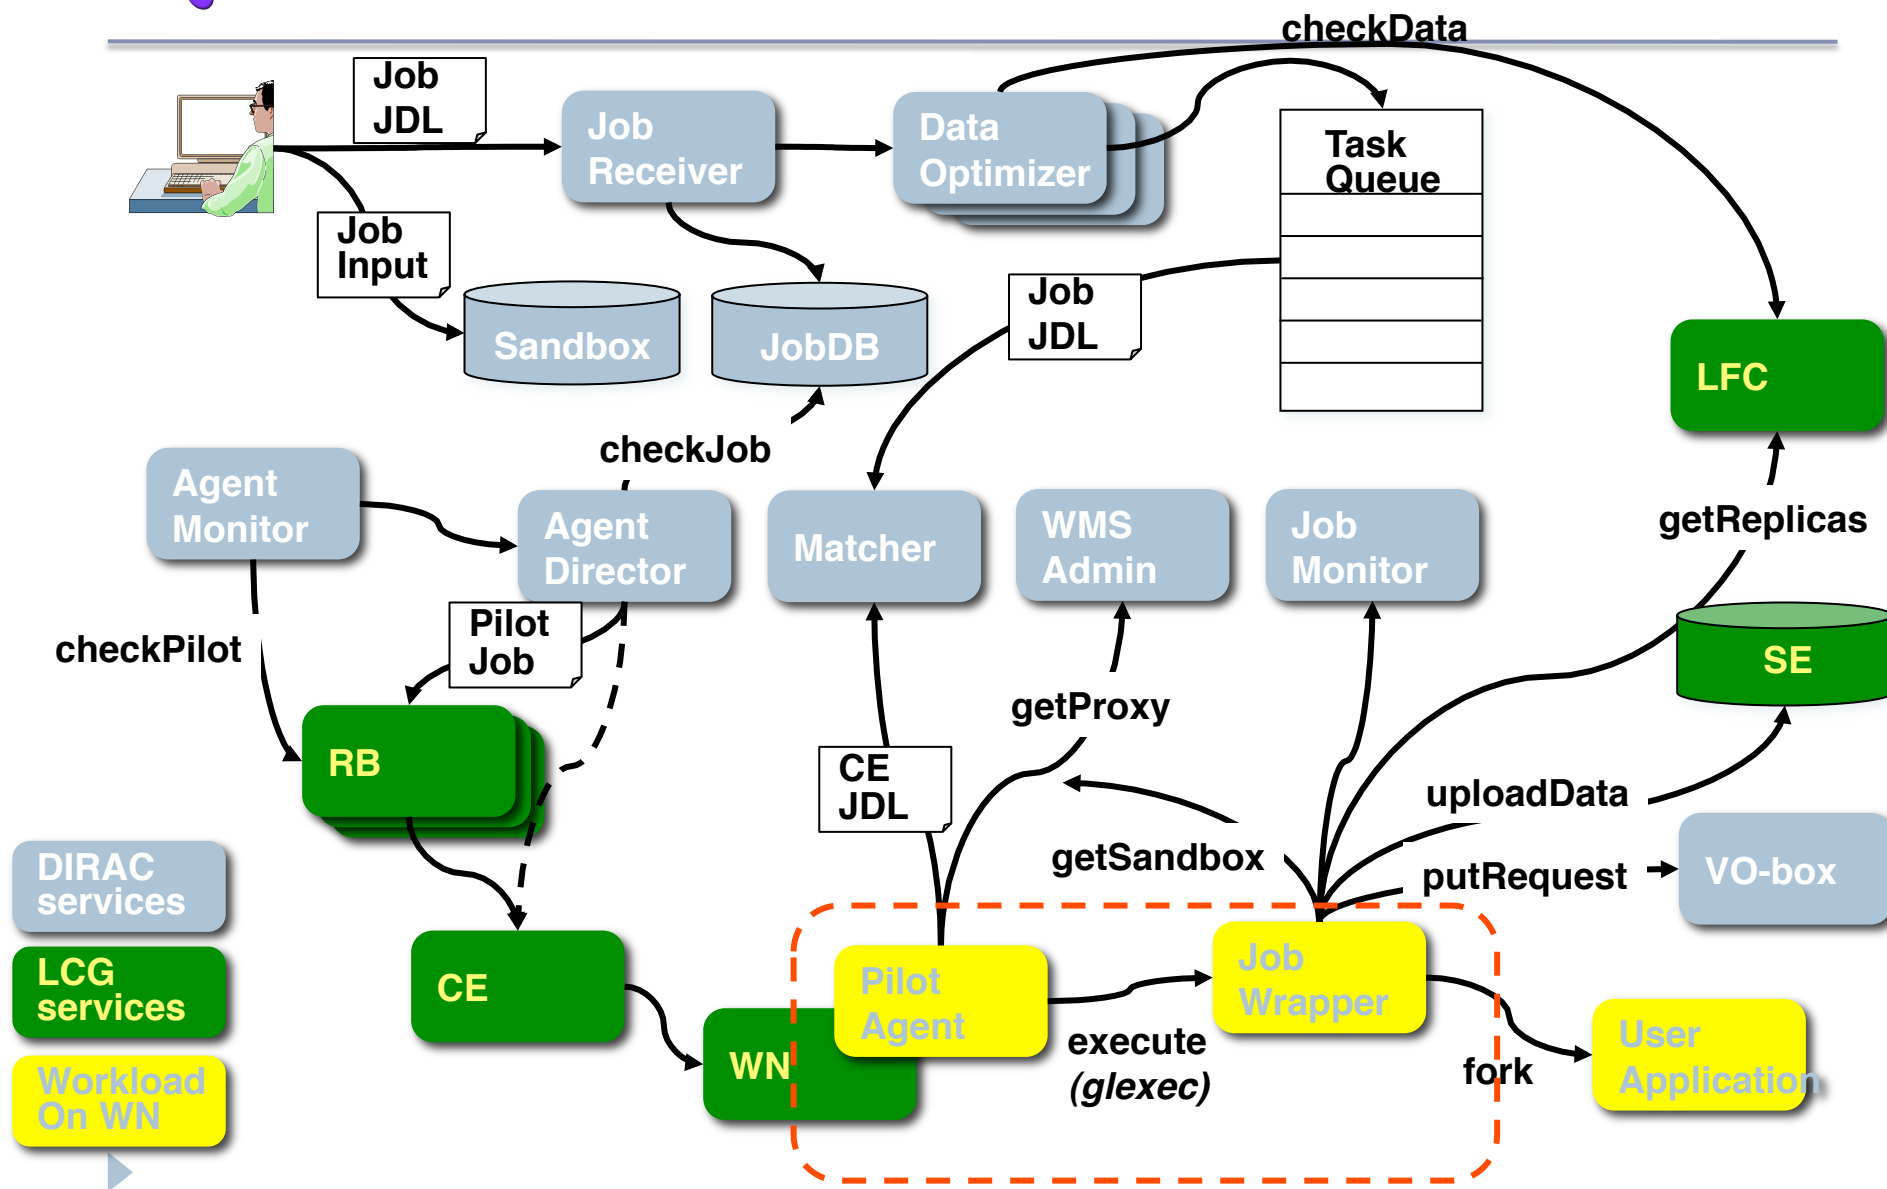 checkData
Job
JDL
Job
Receiver
Data
Optimizer
Task
Queue
Job
Input
Sandbox
JobDB
Job
JDL
LFC
checkJob
Agent
Monitor
Agent
Director
Matcher
WMS
Admin
Job
Monitor
getReplicas
Pilot
Job
checkPilot
SE
getProxy
RB
CE
JDL
uploadData
getSandbox
putRequest
VO-box
DIRAC
services
LCG
services
Workload
On WN
CE
WN
Pilot
Agent
execute
(glexec)
Job
Wrapper
fork
User
Application